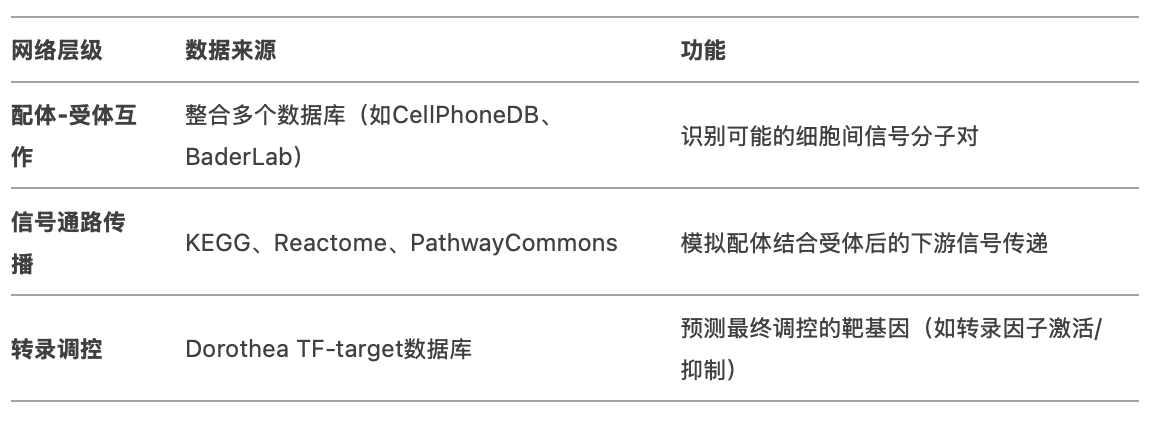 网络层级 数据来源 功能
配体-受体互作 整合多个数据库（如CellPhoneDB、BaderLab） 识别可能的细胞间信号分子对
信号通路传播 KEGG、Reactome、PathwayCommons 模拟配体结合受体后的下游信号传递
转录调控 Dorothea TF-target数据库 预测最终调控的靶基因（如转录因子激活/抑制）